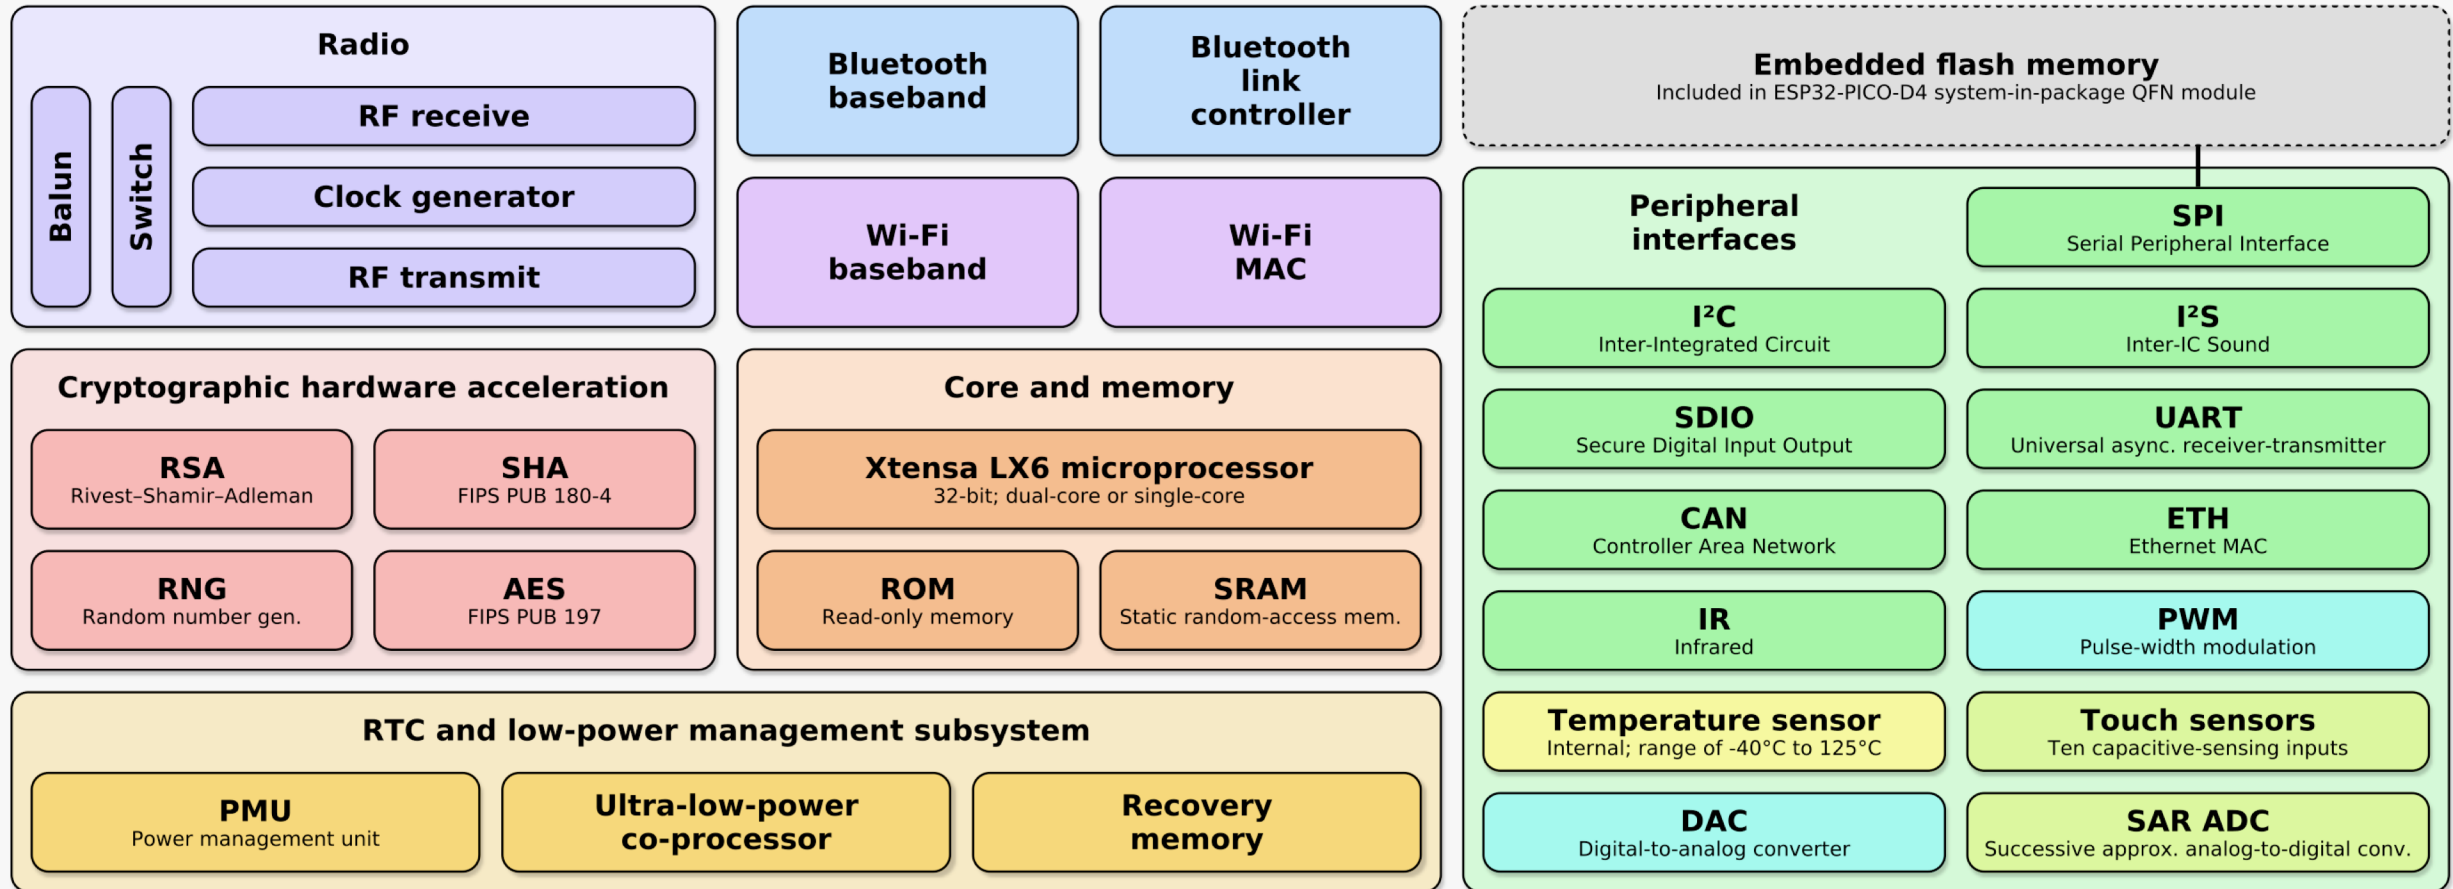 Radio
Balun
Switch
RF receive
Clock generator
RF transmit
Bluetooth
baseband
Bluetooth
link
controller
Wi-Fi
baseband
Wi-Fi
MAC
Embedded flash memory
Included in ESP32-PICO-D4 system-in-package QFN module
Cryptographic hardware acceleration
RSA
Rivest–Shamir–Adleman
SHA
FIPS PUB 180-4
RNG
Random number gen.
AES
FIPS PUB 197
Core and memory
Xtensa LX6 microprocessor
32-bit; dual-core or single-core
ROM
Read-only memory
SRAM
Static random-access mem.
RTC and low-power management subsystem
PMU
Power management unit
Ultra-low-power
co-processor
Recovery
memory
Peripheral
interfaces
SPI
Serial Peripheral Interface
I²C
Inter-Integrated Circuit
I²S
Inter-IC Sound
SDIO
Secure Digital Input Output
UART
Universal async. receiver-transmitter
CAN
Controller Area Network
ETH
Ethernet MAC
IR
Infrared
PWM
Pulse-width modulation
Temperature sensor
Internal; range of -40°C to 125°C
Touch sensors
Ten capacitive-sensing inputs
DAC
Digital-to-analog converter
SAR ADC
Successive approx. analog-to-digital conv.